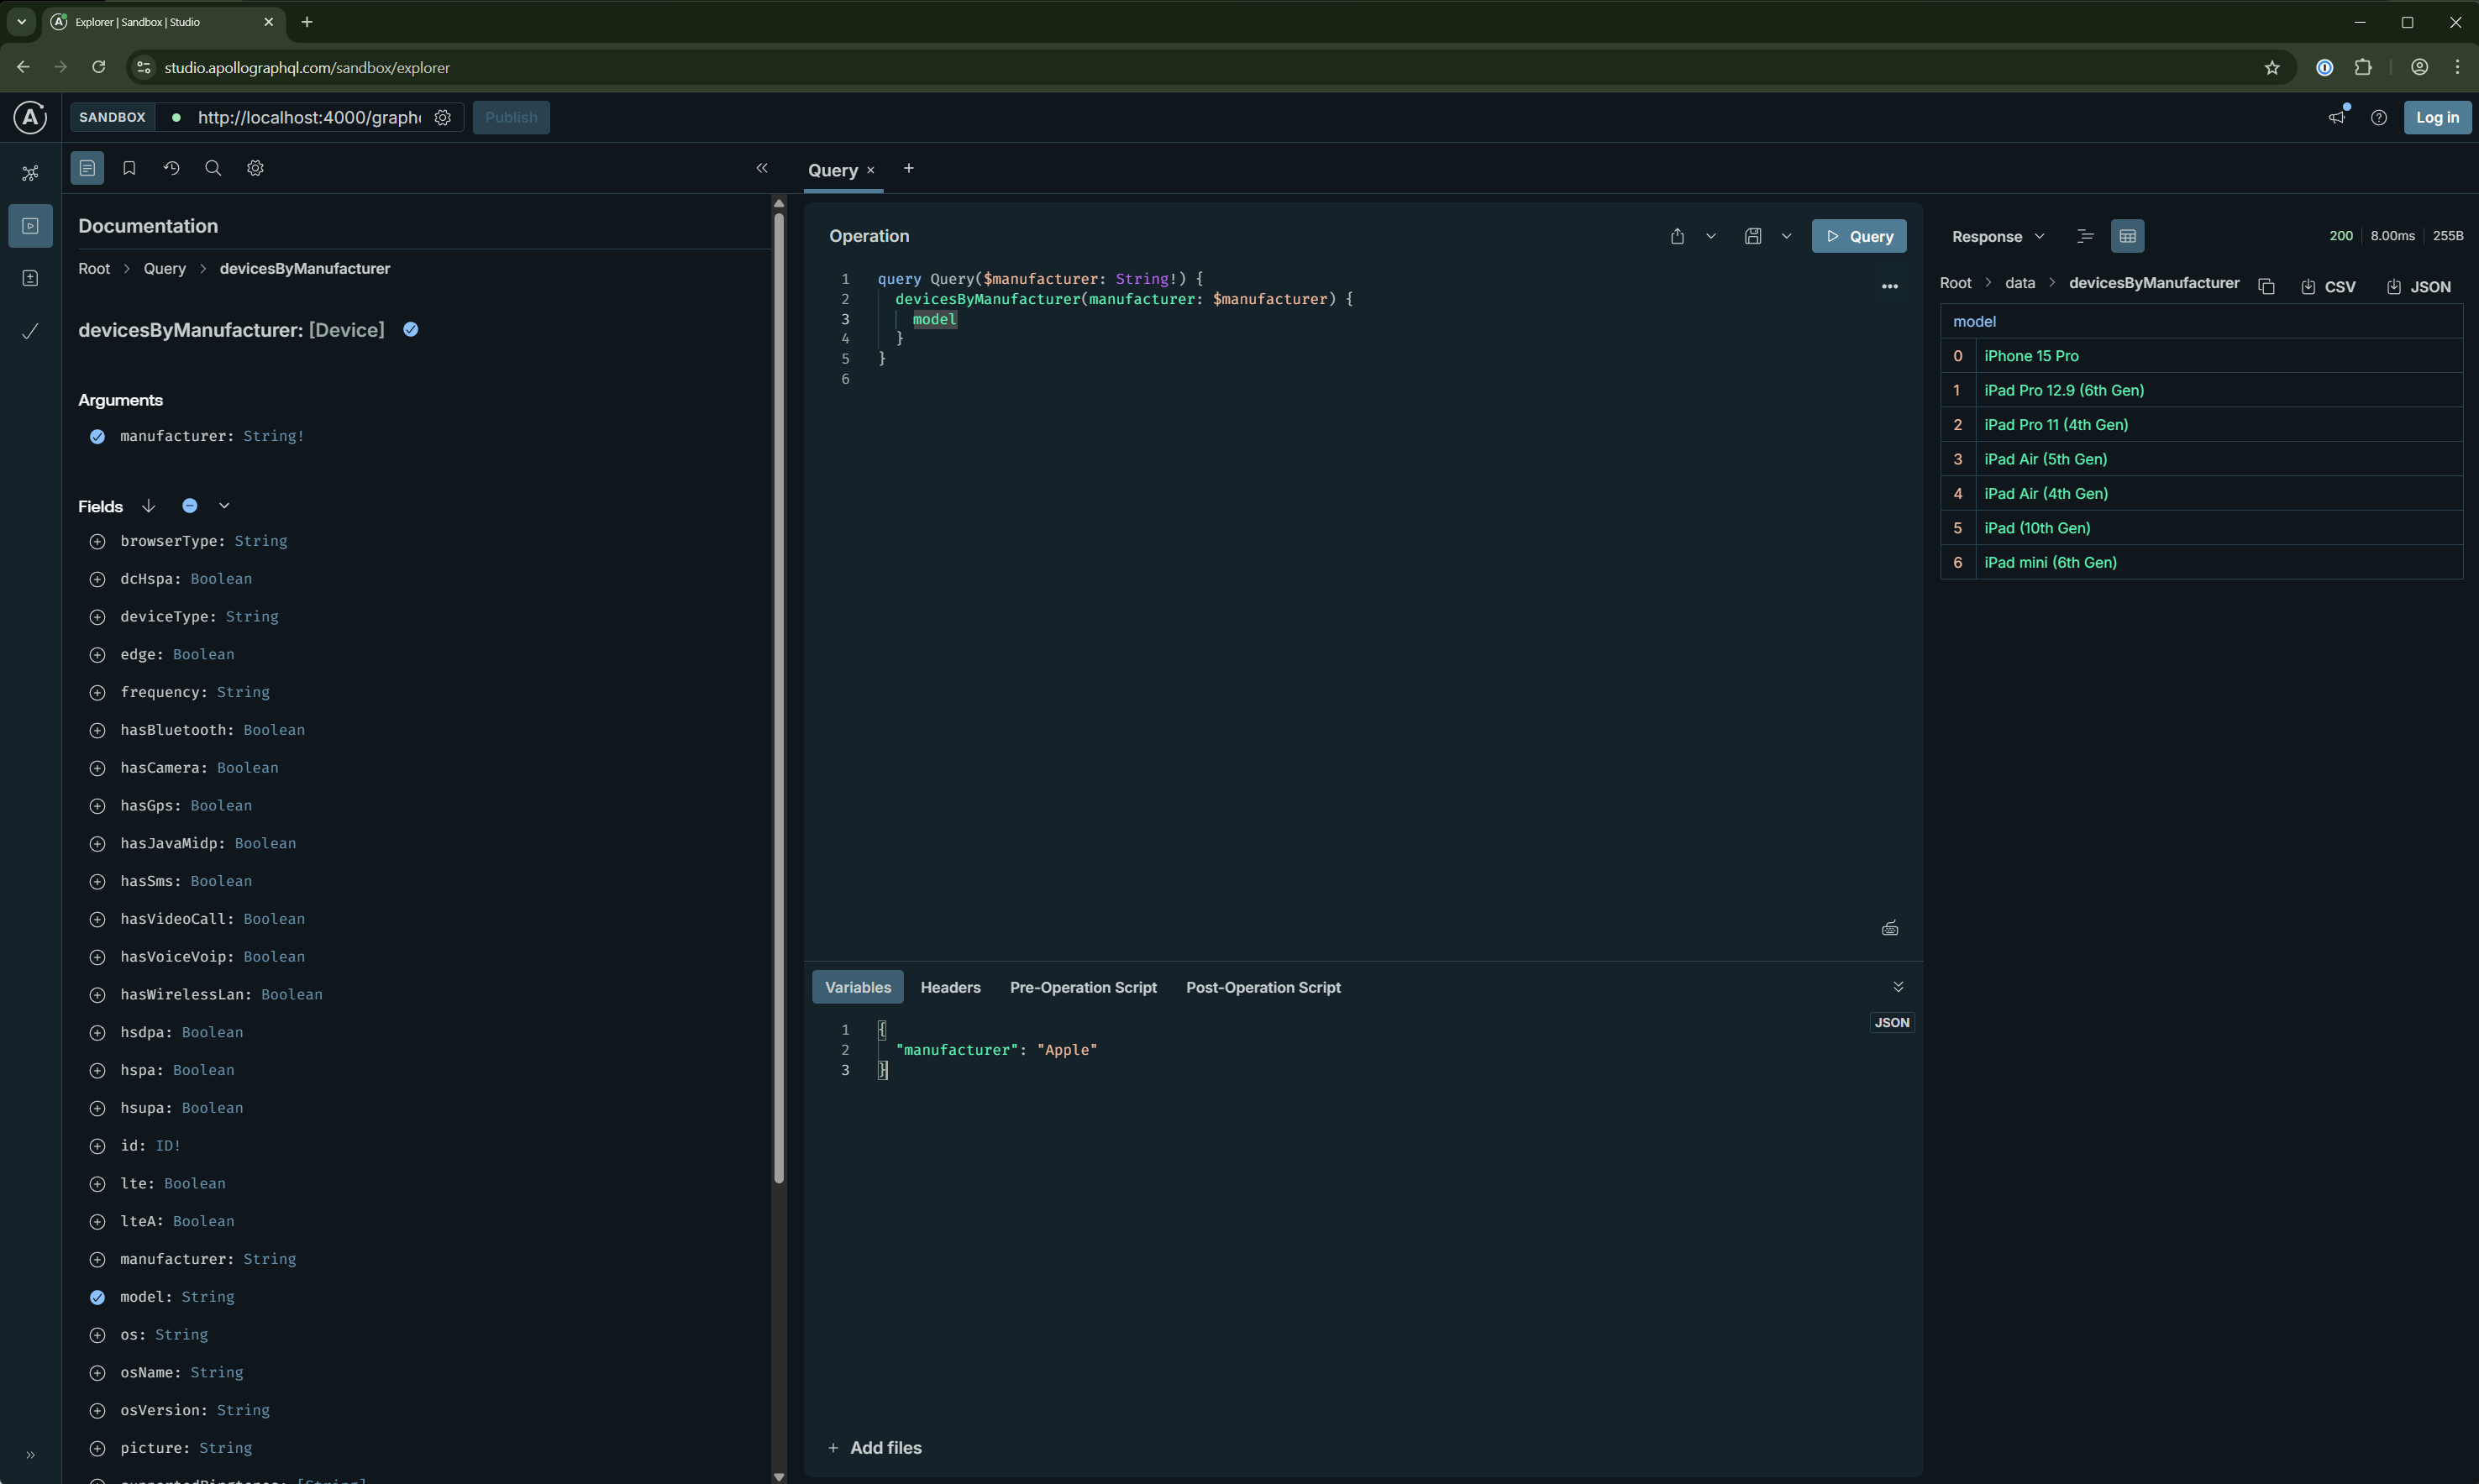 Explorer | Sandbox | Studio
studio.apollographql.com/sandbox/explorer
SANDBOX
http://localhost:4000/graph
Publish
Log in
Documentation
Root > Query > devicesByManufacturer
devicesByManufacturer: [Device]
Arguments
manufacturer: String!
Fields
browserType: String
dcHspa: Boolean
deviceType: String
edge: Boolean
frequency: String
hasBluetooth: Boolean
hasCamera: Boolean
hasGps: Boolean
hasJavaMidp: Boolean
hasSms: Boolean
hasVideoCall: Boolean
hasVoiceVoip: Boolean
hasWirelessLan: Boolean
hsdpa: Boolean
hspa: Boolean
hsupa: Boolean
id: ID!
lte: Boolean
lteA: Boolean
manufacturer: String
model: String
os: String
osName: String
osVersion: String
picture: String
Query
Operation
Query
1 query Query($manufacturer: String!) {
2 devicesByManufacturer(manufacturer: $manufacturer) {
3 model
4 }
5 }
6
Variables Headers Pre-Operation Script Post-Operation Script
JSON
1 {
2 "manufacturer": "Apple"
3 }
+ Add files
Response
200 8.00ms 255B
Root > data > devicesByManufacturer
CSV
JSON
model
0 iPhone 15 Pro
1 iPad Pro 12.9 (6th Gen)
2 iPad Pro 11 (4th Gen)
3 iPad Air (5th Gen)
4 iPad Air (4th Gen)
5 iPad (10th Gen)
6 iPad mini (6th Gen)